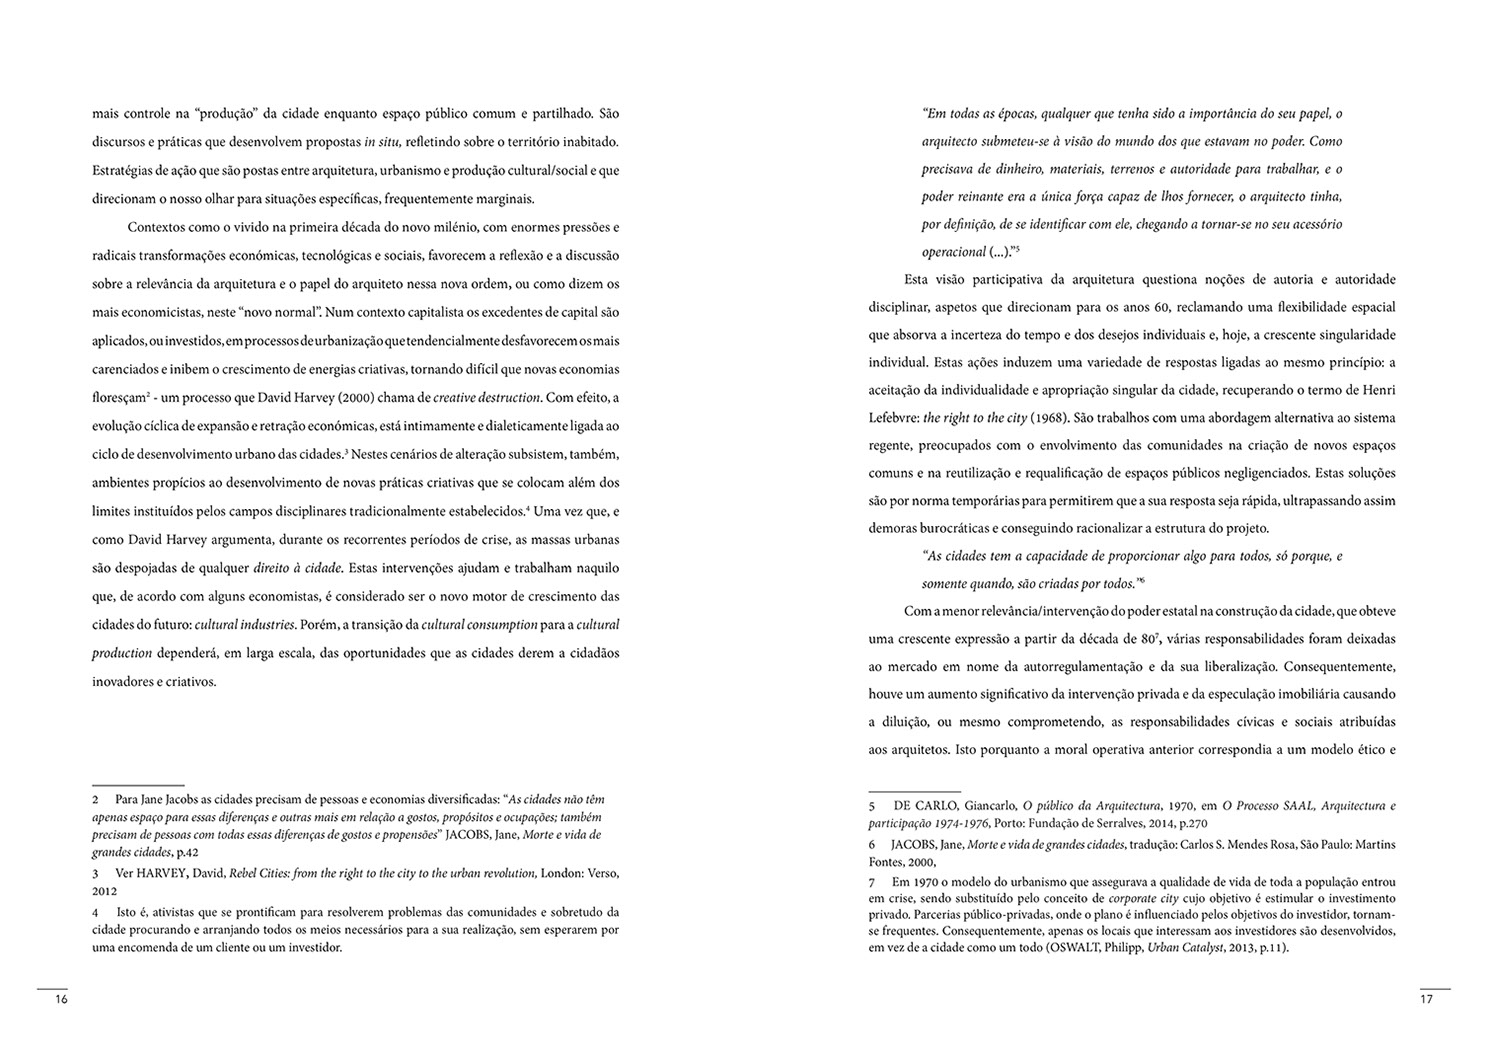 mais controle na “produção” da cidade enquanto espaço público comum e partilhado. São
discursos e práticas que desenvolvem propostas in situ, refletindo sobre o território inabitado.
Estratégias de ação que são postas entre arquitetura, urbanismo e produção cultural/social e que
direcionam o nosso olhar para situações específicas, frequentemente marginais.
Contextos como o vivido na primeira década do novo milénio, com enormes pressões e
radicais transformações económicas, tecnológicas e sociais, favorecem a reflexão e a discussão
sobre a relevância da arquitetura e o papel do arquiteto nessa nova ordem, ou como dizem os
mais economicistas, neste “novo normal”. Num contexto capitalista os excedentes de capital são
aplicados, ou investidos, em processos de urbanização que tendencialmente desfavorecem os mais
carenciados e inibem o crescimento de energias criativas, tornando difícil que novas economias
floresçam2 - um processo que David Harvey (2000) chama de creative destruction. Com efeito, a
evolução cíclica de expansão e retração económicas, está intimamente e dialeticamente ligada ao
ciclo de desenvolvimento urbano das cidades.3 Nestes cenários de alteração subsistem, também,
ambientes propícios ao desenvolvimento de novas práticas criativas que se colocam além dos
limites instituídos pelos campos disciplinares tradicionalmente estabelecidos.4 Uma vez que, e
como David Harvey argumenta, durante os recorrentes períodos de crise, as massas urbanas
são despojadas de qualquer direito à cidade. Estas intervenções ajudam e trabalham naquilo
que, de acordo com alguns economistas, é considerado ser o novo motor de crescimento das
cidades do futuro: cultural industries. Porém, a transição da cultural consumption para a cultural
production dependerá, em larga escala, das oportunidades que as cidades derem a cidadãos
inovadores e criativos.
2 Para Jane Jacobs as cidades precisam de pessoas e economias diversificadas: “As cidades não têm
apenas espaço para essas diferenças e outras mais em relação a gostos, propósitos e ocupações; também
precisam de pessoas com todas essas diferenças de gostos e propensões” JACOBS, Jane, Morte e vida de
grandes cidades, p.42
3 Ver HARVEY, David, Rebel Cities: from the right to the city to the urban revolution, London: Verso,
2012
4 Isto é, ativistas que se prontificam para resolverem problemas das comunidades e sobretudo da
cidade procurando e arranjando todos os meios necessários para a sua realização, sem esperarem por
uma encomenda de um cliente ou um investidor.
16
“Em todas as épocas, qualquer que tenha sido a importância do seu papel, o
arquitecto submeteu-se à visão do mundo dos que estavam no poder. Como
precisava de dinheiro, materiais, terrenos e autoridade para trabalhar, e o
poder reinante era a única força capaz de lhos fornecer, o arquitecto tinha,
por definição, de se identificar com ele, chegando a tornar-se no seu acessório
operacional (...).”5
Esta visão participativa da arquitetura questiona noções de autoria e autoridade
disciplinar, aspetos que direcionam para os anos 60, reclamando uma flexibilidade espacial
que absorva a incerteza do tempo e dos desejos individuais e, hoje, a crescente singularidade
individual. Estas ações induzem uma variedade de respostas ligadas ao mesmo princípio: a
aceitação da individualidade e apropriação singular da cidade, recuperando o termo de Henri
Lefebvre: the right to the city (1968). São trabalhos com uma abordagem alternativa ao sistema
regente, preocupados com o envolvimento das comunidades na criação de novos espaços
comuns e na reutilização e requalificação de espaços públicos negligenciados. Estas soluções
são por norma temporárias para permitirem que a sua resposta seja rápida, ultrapassando assim
demoras burocráticas e conseguindo racionalizar a estrutura do projeto.
“As cidades tem a capacidade de proporcionar algo para todos, só porque, e
somente quando, são criadas por todos.”6
Com a menor relevância/intervenção do poder estatal na construção da cidade, que obteve
uma crescente expressão a partir da década de 807, várias responsabilidades foram deixadas
ao mercado em nome da autorregulamentação e da sua liberalização. Consequentemente,
houve um aumento significativo da intervenção privada e da especulação imobiliária causando
a diluição, ou mesmo comprometendo, as responsabilidades cívicas e sociais atribuídas
aos arquitetos. Isto porquanto a moral operativa anterior correspondia a um modelo ético e
5 DE CARLO, Giancarlo, O público da Arquitectura, 1970, em O Processo SAAL, Arquitectura e
participação 1974-1976, Porto: Fundação de Serralves, 2014, p.270
6 JACOBS, Jane, Morte e vida de grandes cidades, tradução: Carlos S. Mendes Rosa, São Paulo: Martins
Fontes, 2000,
7 Em 1970 o modelo do urbanismo que assegurava a qualidade de vida de toda a população entrou
em crise, sendo substituído pelo conceito de corporate city cujo objetivo é estimular o investimento
privado. Parcerias público-privadas, onde o plano é influenciado pelos objetivos do investidor, tornam-
se frequentes. Consequentemente, apenas os locais que interessam aos investidores são desenvolvidos,
em vez de a cidade como um todo (OSWALT, Philipp, Urban Catalyst, 2013, p.11).
17